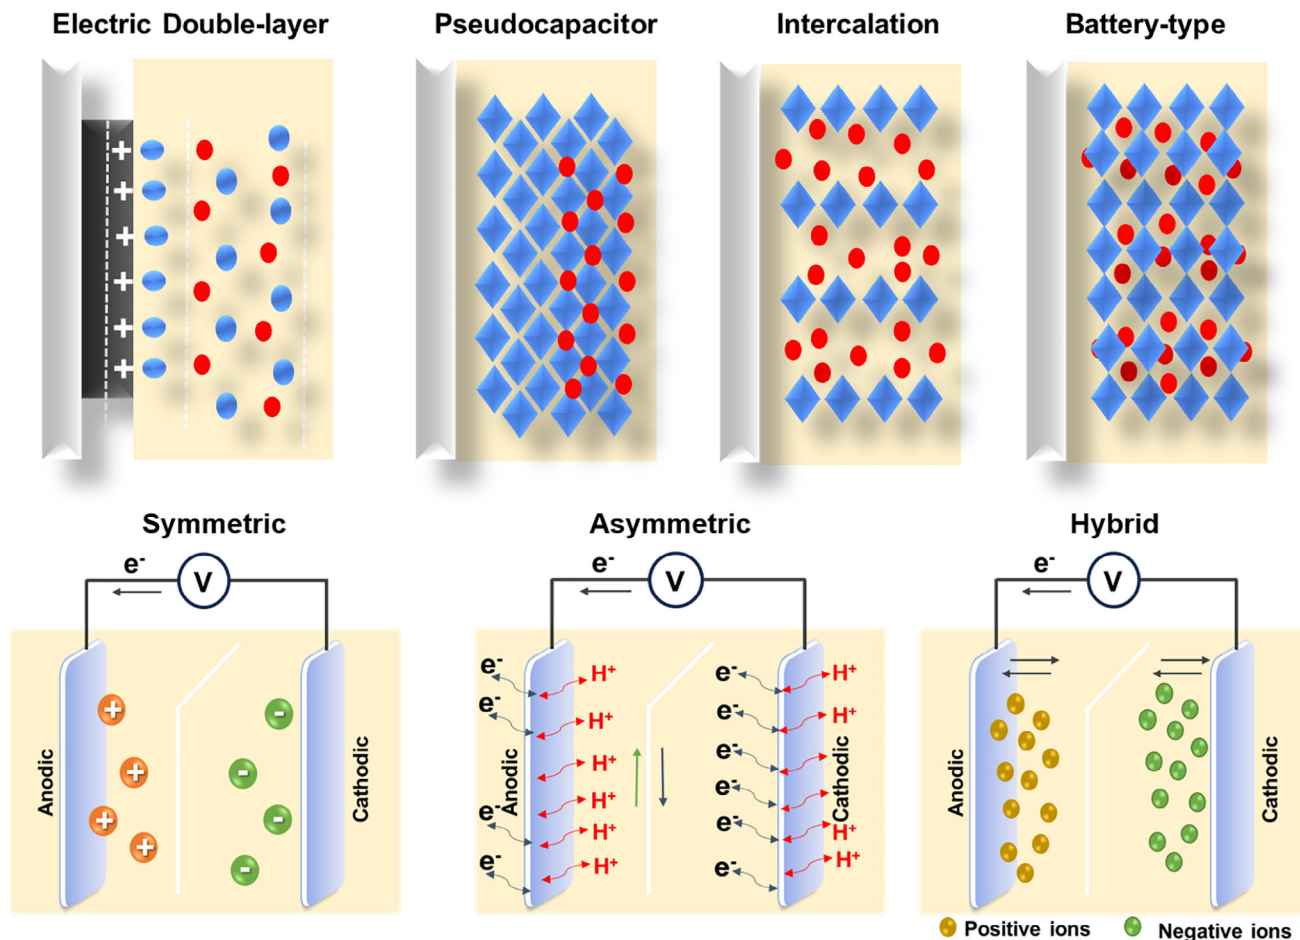 Electric Double-layer
Pseudocapacitor
Intercalation
Battery-type
+
+
+
+
+
+
Symmetric
Asymmetric
Hybrid
e-
V
e-
V
e-
V
Anodic
+
+
+
+
-
-
-
-
Cathodic
e-
e-
e-
e-
Anodic
H+
H+
H+
H+
H+
H+
e-
e-
e-
e-
e-
e-
Cathodic
H+
H+
H+
H+
H+
Anodic
Cathodic
Positive ions
Negative ions